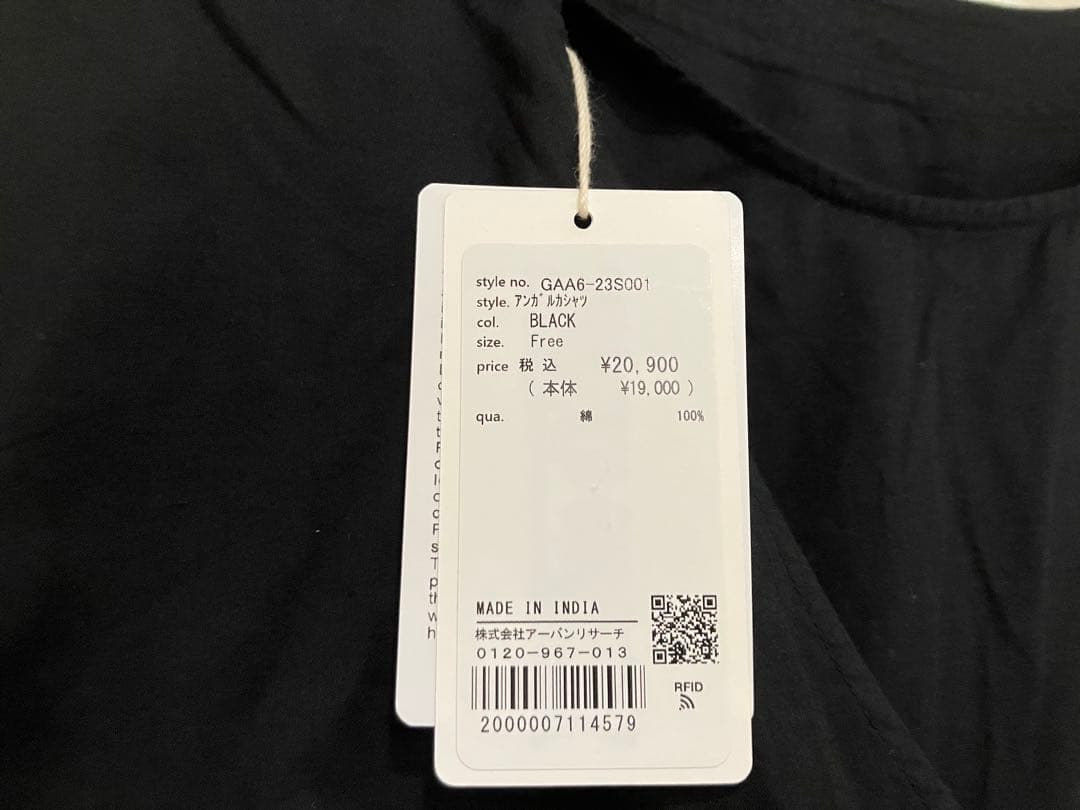 style no. GAA6-23S001
style. ｱﾝｶﾞﾙｶｼｬﾂ
col. BLACK
size. Free
price 税 込 ¥20,900
( 本体 ¥19,000 )
qua. 綿 100%
MADE IN INDIA
株式会社アーバンリサーチ
0120-967-013
RFID
2000007114579